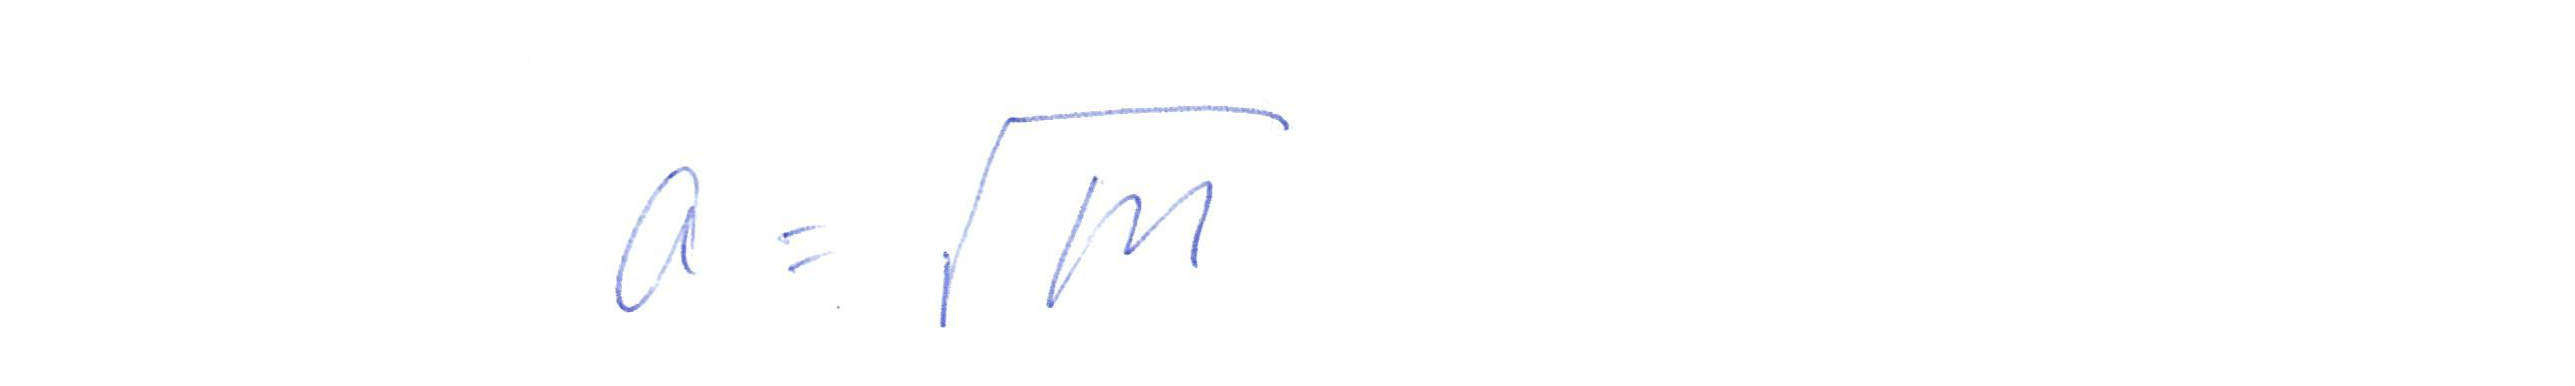 a = √m